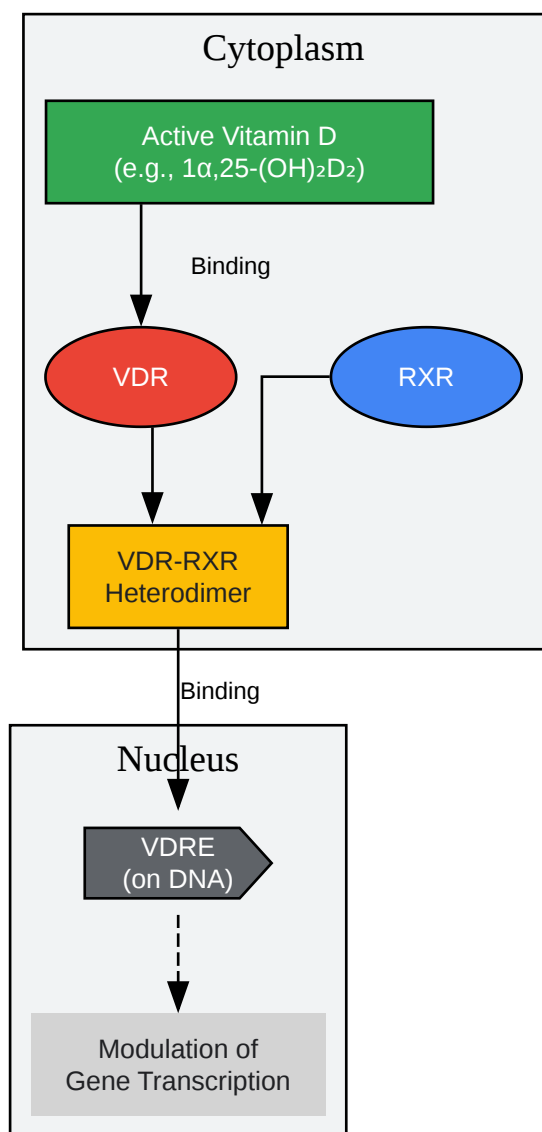 Cytoplasm
Active Vitamin D
(e.g., 1α,25-(OH)₂D₂)
Binding
VDR
RXR
VDR-RXR
Heterodimer
Binding
Nucleus
VDRE
(on DNA)
Modulation of
Gene Transcription